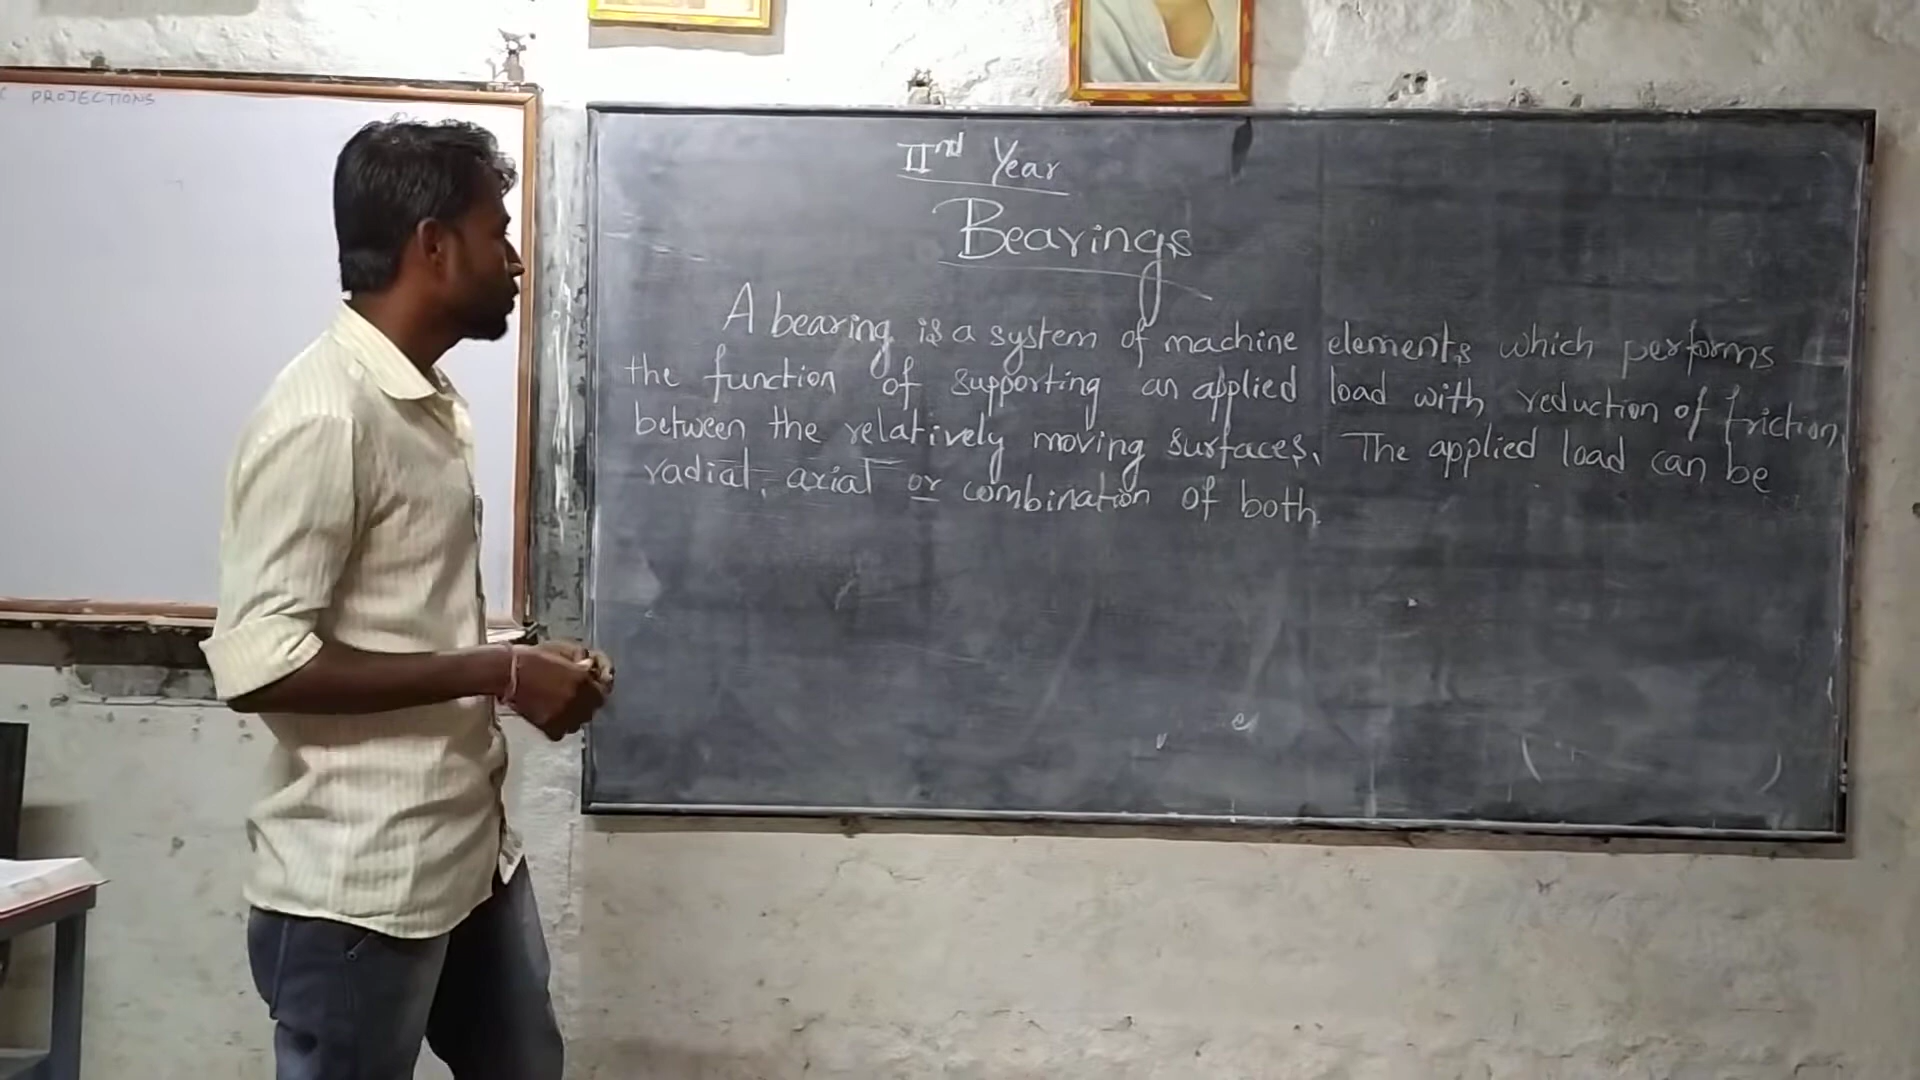 PROJECTIONS
IInd Year
Bearings
A bearing is a system of machine elements which performs
the function of supporting an applied load with reduction of friction,
between the relatively moving surfaces. The applied load can be
radial, axial or combination of both.